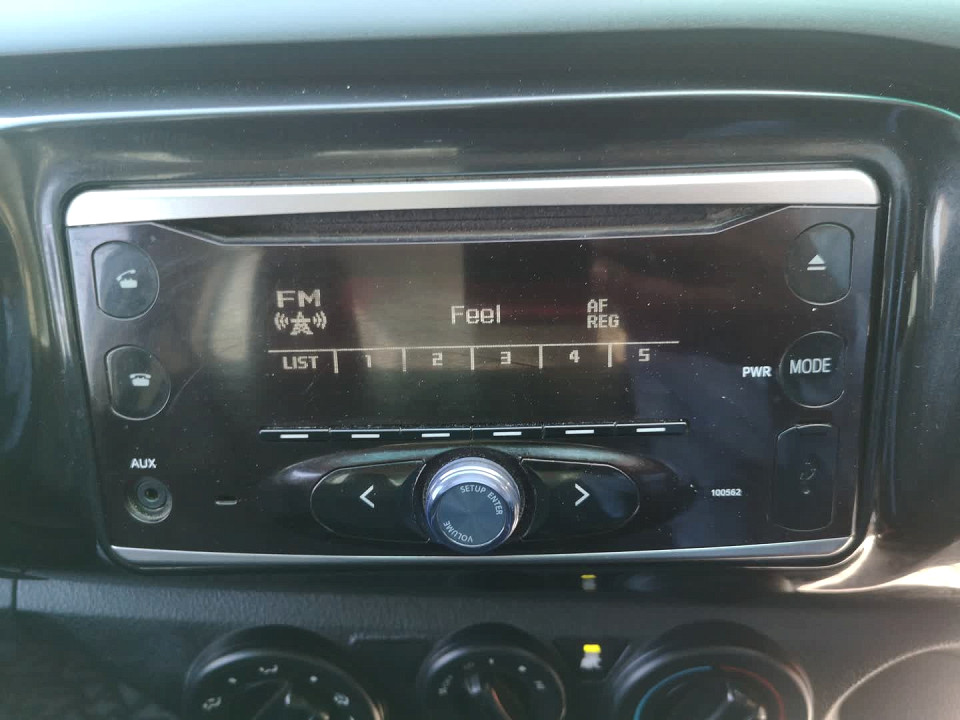 FM
Feel
AF
REG
LIST 1 2 3 4 5
PWR MODE
AUX
SETUP ENTER
VOLUME
100562